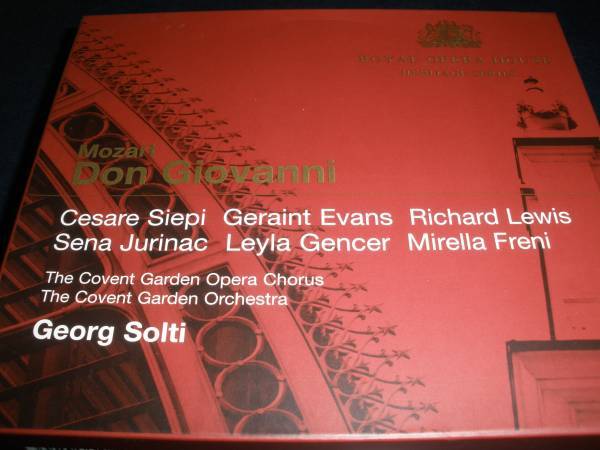 ROYAL OPERA HOUSE
HERITAGE SERIES
Mozart
Don Giovanni
Cesare Siepi Geraint Evans Richard Lewis
Sena Jurinac Leyla Gencer Mirella Freni
The Covent Garden Opera Chorus
The Covent Garden Orchestra
Georg Solti